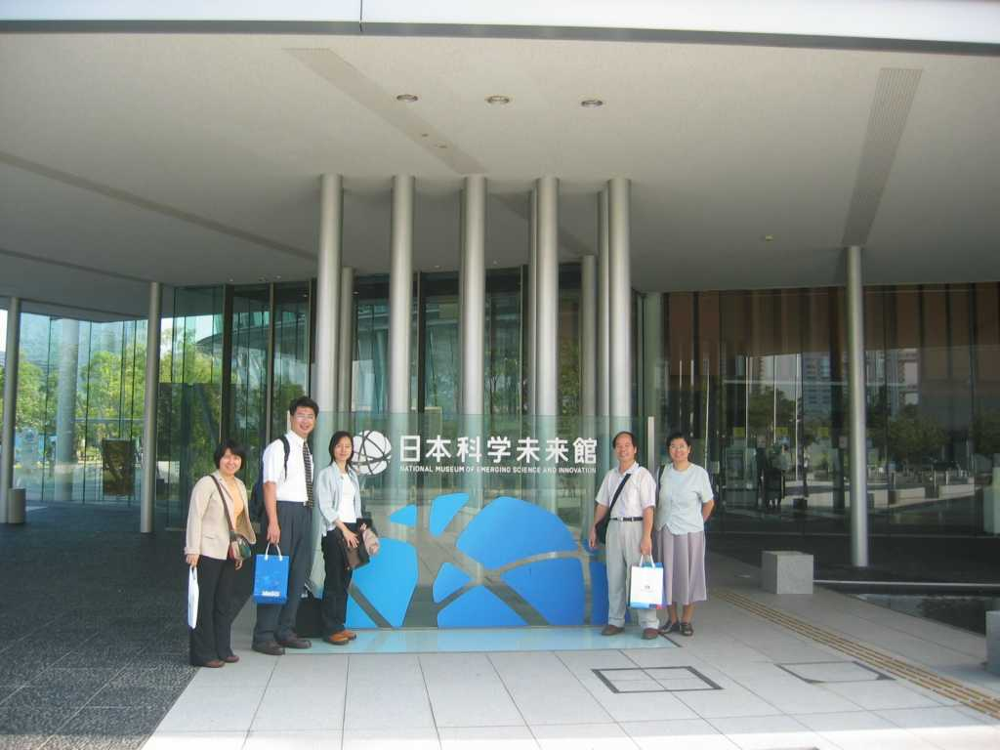 日本科学未来館
NATIONAL MUSEUM OF EMERGING SCIENCE AND INNOVATION